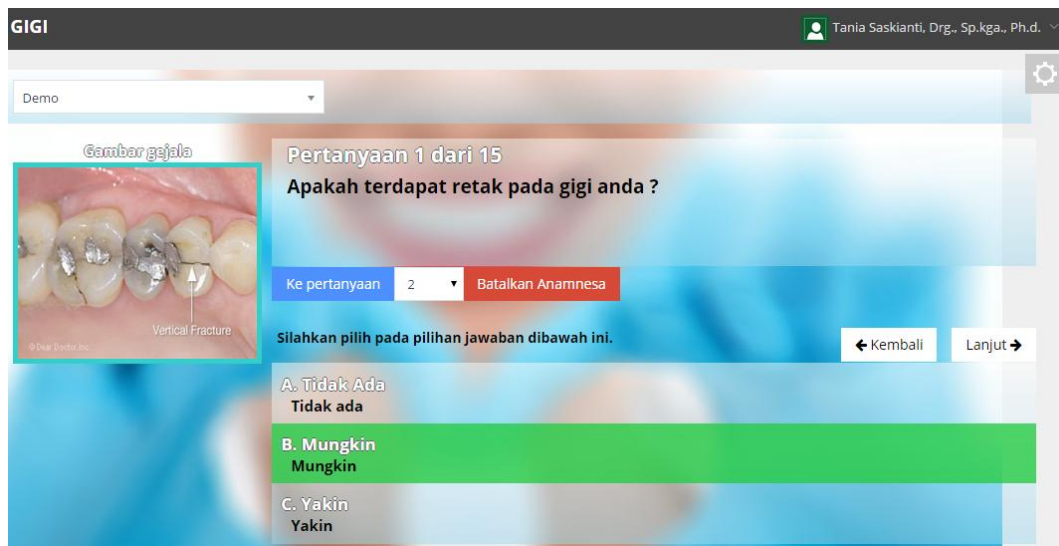 GIGI
Tania Saskianti, Drg., Sp.kga., Ph.d.
Demo
Gambar gejala
Vertical Fracture
© Dear Doctor, Inc
Pertanyaan 1 dari 15
Apakah terdapat retak pada gigi anda ?
Ke pertanyaan 2 Batalkan Anamnesa
Silahkan pilih pada pilihan jawaban dibawah ini.
Kembali Lanjut
A. Tidak Ada
Tidak ada
B. Mungkin
Mungkin
C. Yakin
Yakin